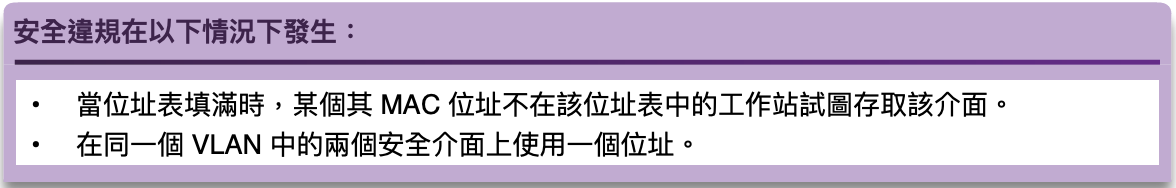 安全違規在以下情況下發生：
• 當位址表填滿時，某個其 MAC 位址不在該位址表中的工作站試圖存取該介面。
• 在同一個 VLAN 中的兩個安全介面上使用一個位址。